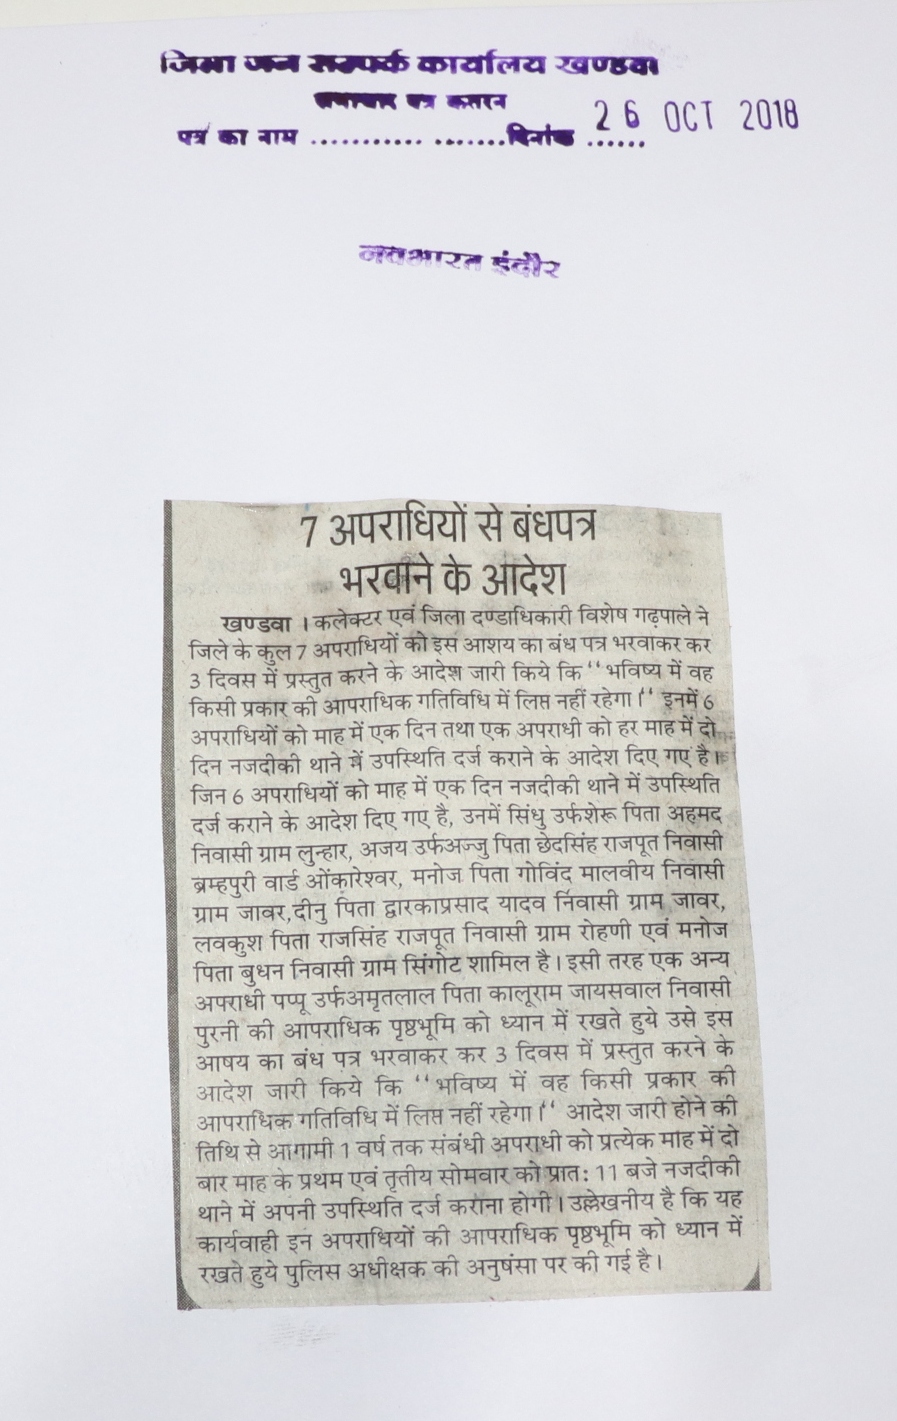 जिला जन सम्पर्क कार्यालय खण्डवा
समाचार पत्र कतरन
पत्र का नाम ........... .......दिनांक ...... 26 OCT 2018
नवभारत इंदौर
7 अपराधियों से बंधपत्र
भरवाने के आदेश
खण्डवा । कलेक्टर एवं जिला दण्डाधिकारी विशेष गढ़पाले ने
जिले के कुल 7 अपराधियों को इस आशय का बंध पत्र भरवाकर कर
3 दिवस में प्रस्तुत करने के आदेश जारी किये कि ‘‘ भविष्य में वह
किसी प्रकार की आपराधिक गतिविधि में लिप्त नहीं रहेगा ।‘‘ इनमें 6
अपराधियों को माह में एक दिन तथा एक अपराधी को हर माह में दो
दिन नजदीकी थाने में उपस्थिति दर्ज कराने के आदेश दिए गए है।
जिन 6 अपराधियों को माह में एक दिन नजदीकी थाने में उपस्थिति
दर्ज कराने के आदेश दिए गए है, उनमें सिंधु उर्फशेरू पिता अहमद
निवासी ग्राम लुन्हार, अजय उर्फअज्जु पिता छेदसिंह राजपूत निवासी
ब्रम्हपुरी वार्ड ओंकारेश्वर, मनोज पिता गोविंद मालवीय निवासी
ग्राम जावर,दीनु पिता द्वारकाप्रसाद यादव निवासी ग्राम जावर,
लवकुश पिता राजसिंह राजपूत निवासी ग्राम रोहणी एवं मनोज
पिता बुधन निवासी ग्राम सिंगोट शामिल है। इसी तरह एक अन्य
अपराधी पप्पू उर्फअमृतलाल पिता कालूराम जायसवाल निवासी
पुरनी की आपराधिक पृष्ठभूमि को ध्यान में रखते हुये उसे इस
आषय का बंध पत्र भरवाकर कर 3 दिवस में प्रस्तुत करने के
आदेश जारी किये कि ‘‘भविष्य में वह किसी प्रकार की
आपराधिक गतिविधि में लिप्त नहीं रहेगा ।‘‘ आदेश जारी होने की
तिथि से आगामी 1 वर्ष तक संबंधी अपराधी को प्रत्येक माह में दो
बार माह के प्रथम एवं तृतीय सोमवार को प्रात: 11 बजे नजदीकी
थाने में अपनी उपस्थिति दर्ज कराना होगी। उल्लेखनीय है कि यह
कार्यवाही इन अपराधियों की आपराधिक पृष्ठभूमि को ध्यान में
रखते हुये पुलिस अधीक्षक की अनुषंसा पर की गई है।